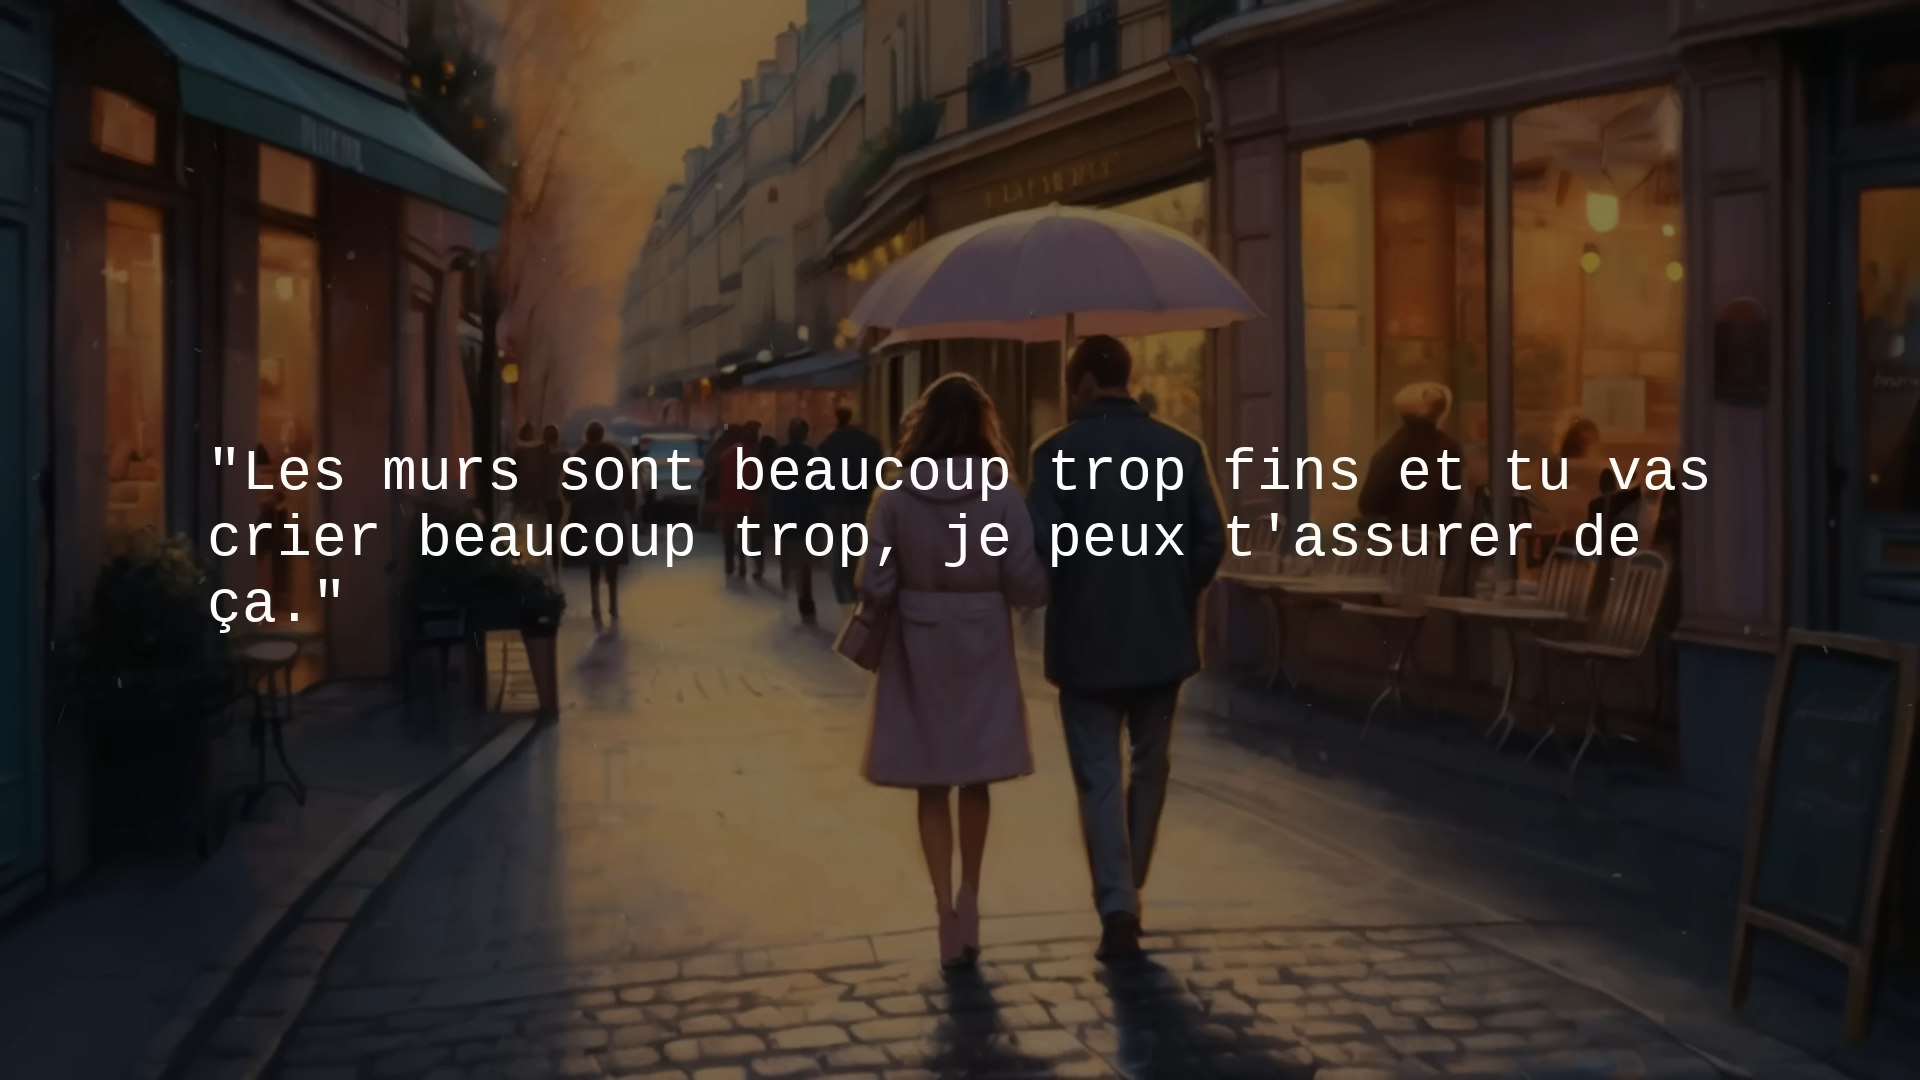 "Les murs sont beaucoup trop fins et tu vas
crier beaucoup trop, je peux t'assurer de
ça."